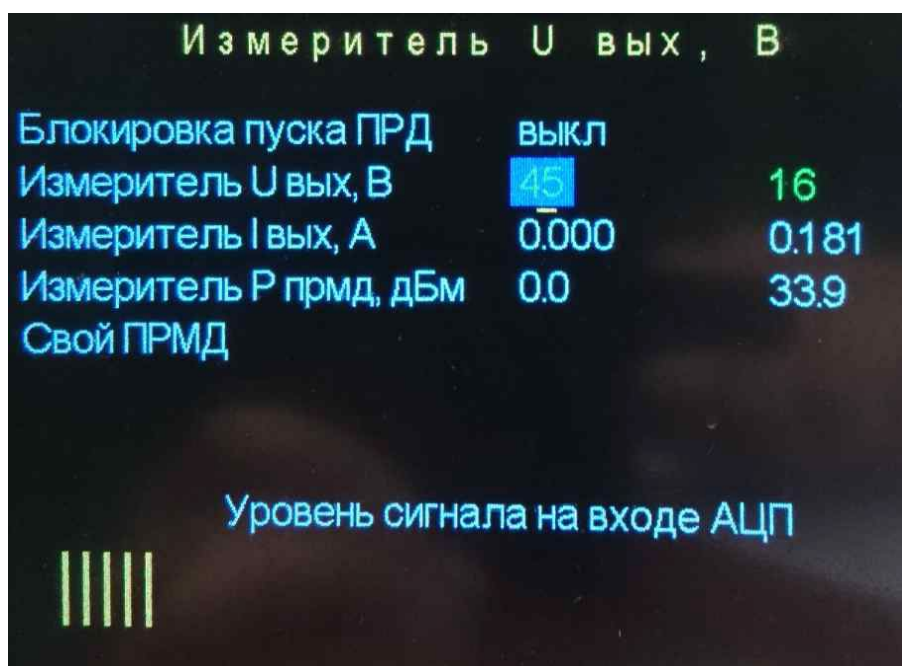 Измеритель U вых, В
Блокировка пуска ПРД выкл
Измеритель U вых, В 45 16
Измеритель I вых, А 0.000 0.181
Измеритель Р прмд, дБм 0.0 33.9
Свой ПРМД
Уровень сигнала на входе АЦП